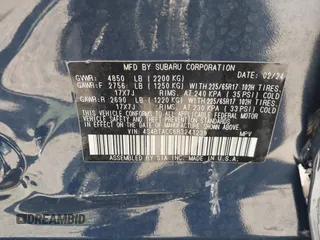 MFD. BY SUBARU CORPORATION 02/24
GVWR: 4850 LB (2200 KG)
GAWR:F 2756 LB (1250 KG) WITH 225/65R17 102H TIRES,
17X7J RIMS, AT 240 KPA (35 PSI) COLD
GAWR:R 2690 LB (1220 KG) WITH 225/65R17 102H TIRES,
17X7J RIMS, AT 230 KPA (33 PSI) COLD
THIS VEHICLE CONFORMS TO ALL APPLICABLE
U.S. FEDERAL MOTOR VEHICLE SAFETY AND
THEFT PREVENTION STANDARDS IN EFFECT ON THE
DATE OF MANUFACTURE SHOWN ABOVE.
VIN: MPV
ASSEMBLED BY SIA INC. IN U.S.A.
DREAMBID